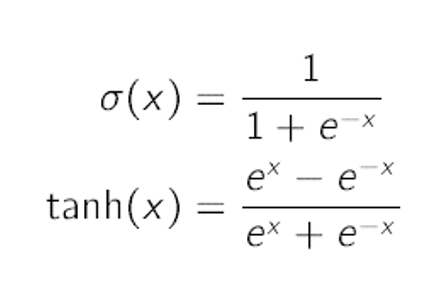 σ(x) = 1 / (1 + e^{-x})
tanh(x) = (e^x − e^{-x}) / (e^x + e^{-x})